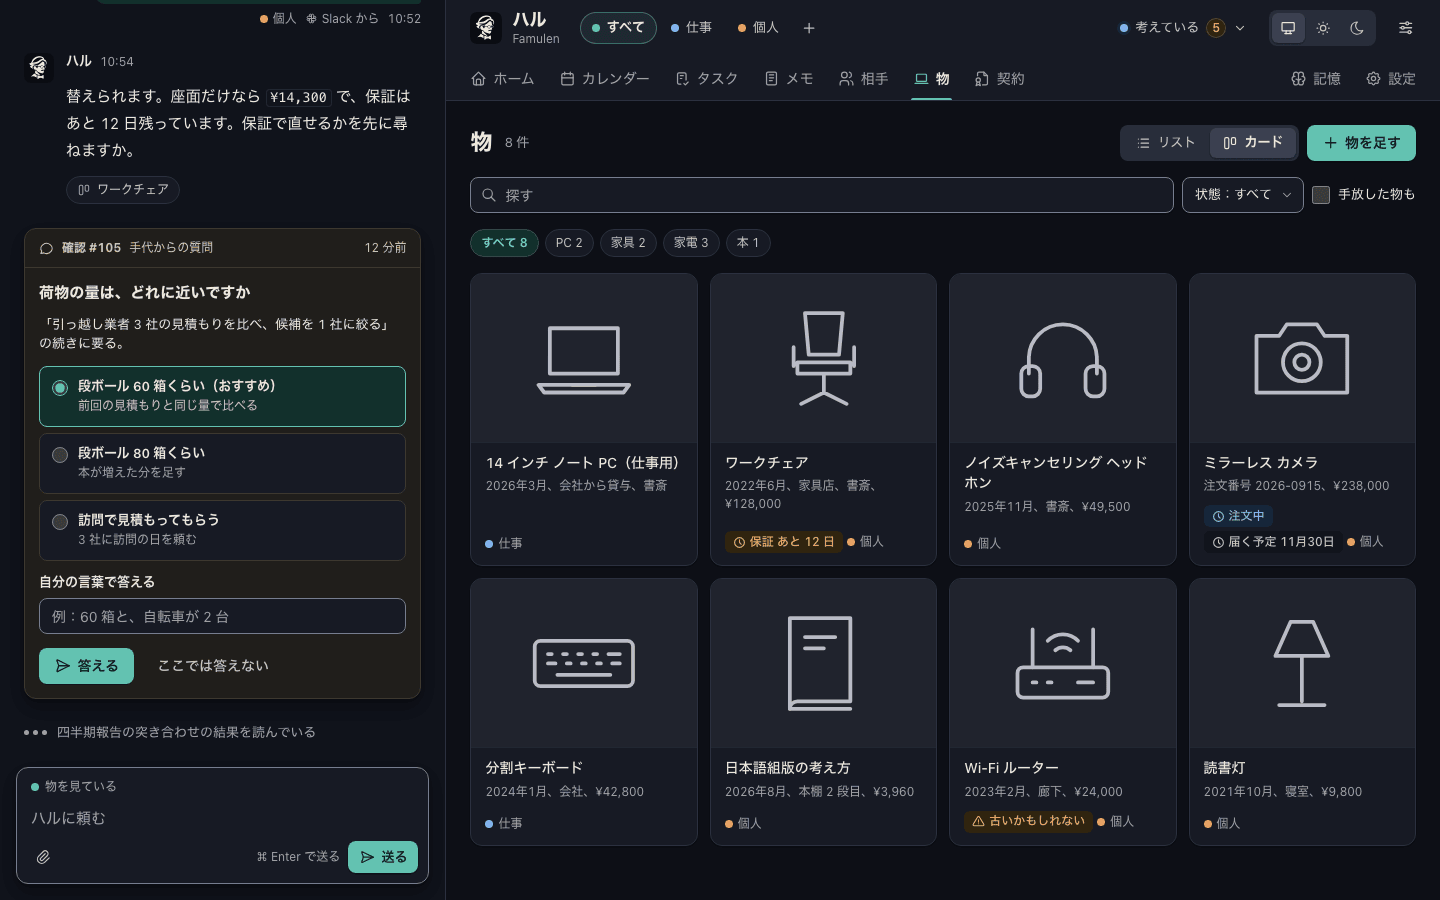 個人 Slack から 10:52
ハル 10:54
替えられます。座面だけなら ¥14,300 で、保証は
あと 12 日残っています。保証で直せるかを先に尋
ねますか。
ワークチェア
確認 #105 手代からの質問 12 分前
荷物の量は、どれに近いですか
「引っ越し業者 3 社の見積もりを比べ、候補を 1 社に絞る」
の続きに要る。
段ボール 60 箱くらい（おすすめ）
前回の見積もりと同じ量で比べる
段ボール 80 箱くらい
本が増えた分を足す
訪問で見積もってもらう
3 社に訪問の日を頼む
自分の言葉で答える
例：60 箱と、自転車が 2 台
答える ここでは答えない
四半期報告の突き合わせの結果を読んでいる
物を見ている
ハルに頼む
⌘ Enter で送る 送る
ハル
Famulen
すべて 仕事 個人
考えている 5
ホーム カレンダー タスク メモ 相手 物 契約 記憶 設定
物 8 件
リスト カード 物を足す
探す 状態：すべて 手放した物も
すべて 8 PC 2 家具 2 家電 3 本 1
14 インチ ノート PC（仕事用）
2026年3月、会社から貸与、書斎
仕事
ワークチェア
2022年6月、家具店、書斎、
¥128,000
保証 あと 12 日 個人
ノイズキャンセリング ヘッド
ホン
2025年11月、書斎、¥49,500
個人
ミラーレス カメラ
注文番号 2026-0915、¥238,000
注文中
届く予定 11月30日 個人
分割キーボード
2024年1月、会社、¥42,800
仕事
日本語組版の考え方
2026年8月、本棚 2 段目、¥3,960
個人
Wi-Fi ルーター
2023年2月、廊下、¥24,000
古いかもしれない 個人
読書灯
2021年10月、寝室、¥9,800
個人